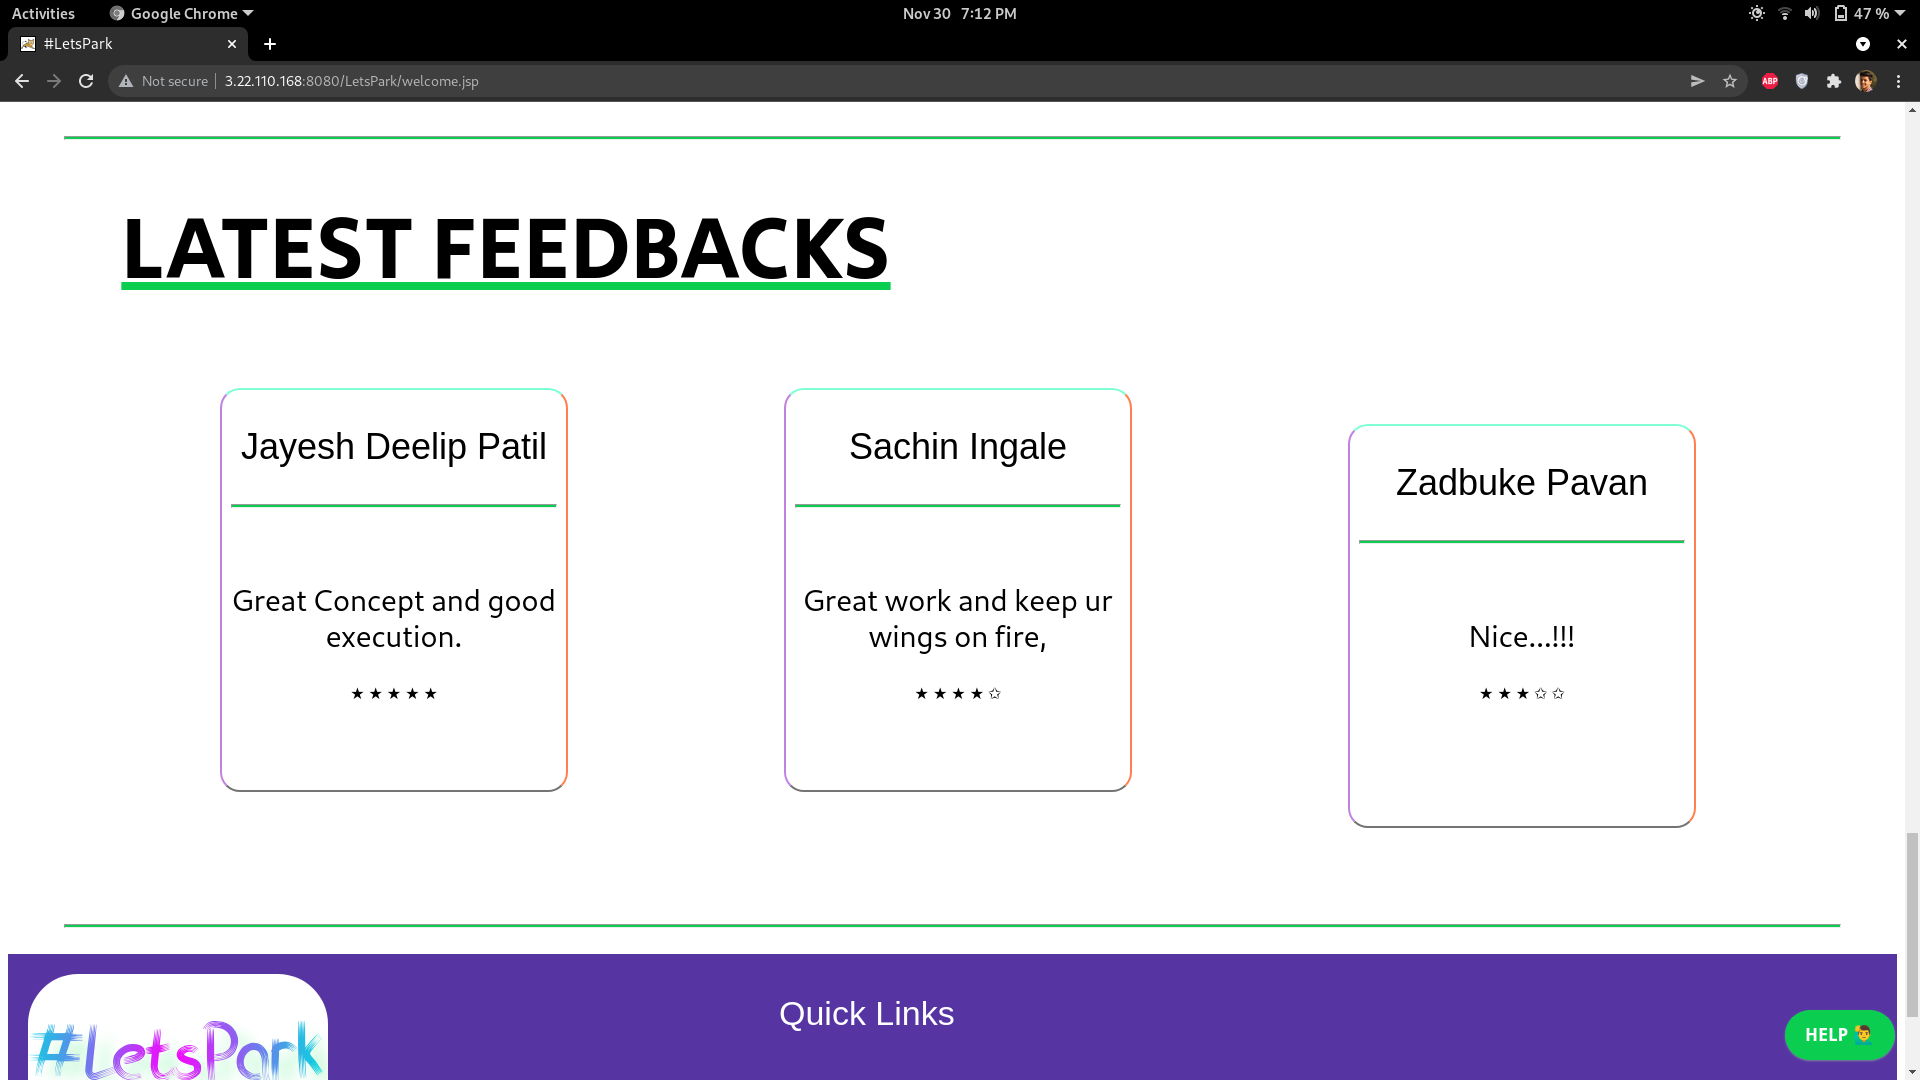 Activities
Google Chrome
Nov 30 7:12 PM
47 %
#LetsPark
Not secure
3.22.110.168:8080/LetsPark/welcome.jsp
ABP
LATEST FEEDBACKS
Jayesh Deelip Patil
Great Concept and good
execution.
★ ★ ★ ★ ★
Sachin Ingale
Great work and keep ur
wings on fire,
★ ★ ★ ★ ✩
Zadbuke Pavan
Nice...!!!
★ ★ ★ ✩ ✩
#LetsPark
Quick Links
HELP 🙋‍♂️